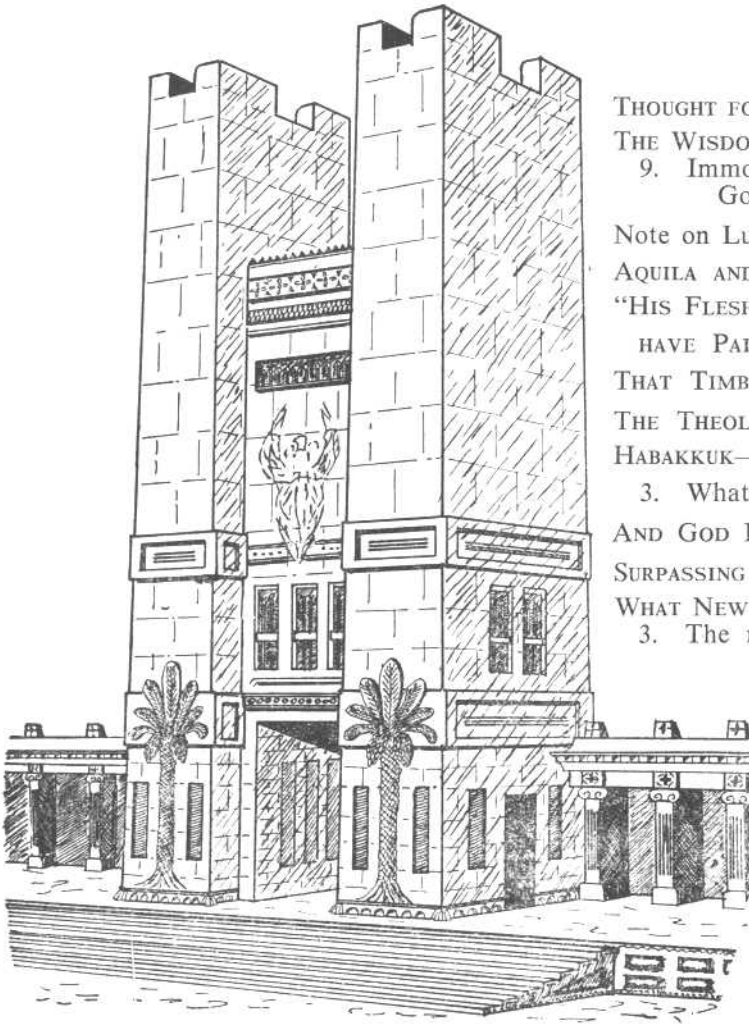 THOUGHT FO
THE WISDO
9. Immo
Go
Note on Lu
AQUILA AND
"HIS FLESH
HAVE PA
THAT TIMB
THE THEOL
HABAKKUK—
3. What
AND GOD
SURPASSING
WHAT NEW
3. The